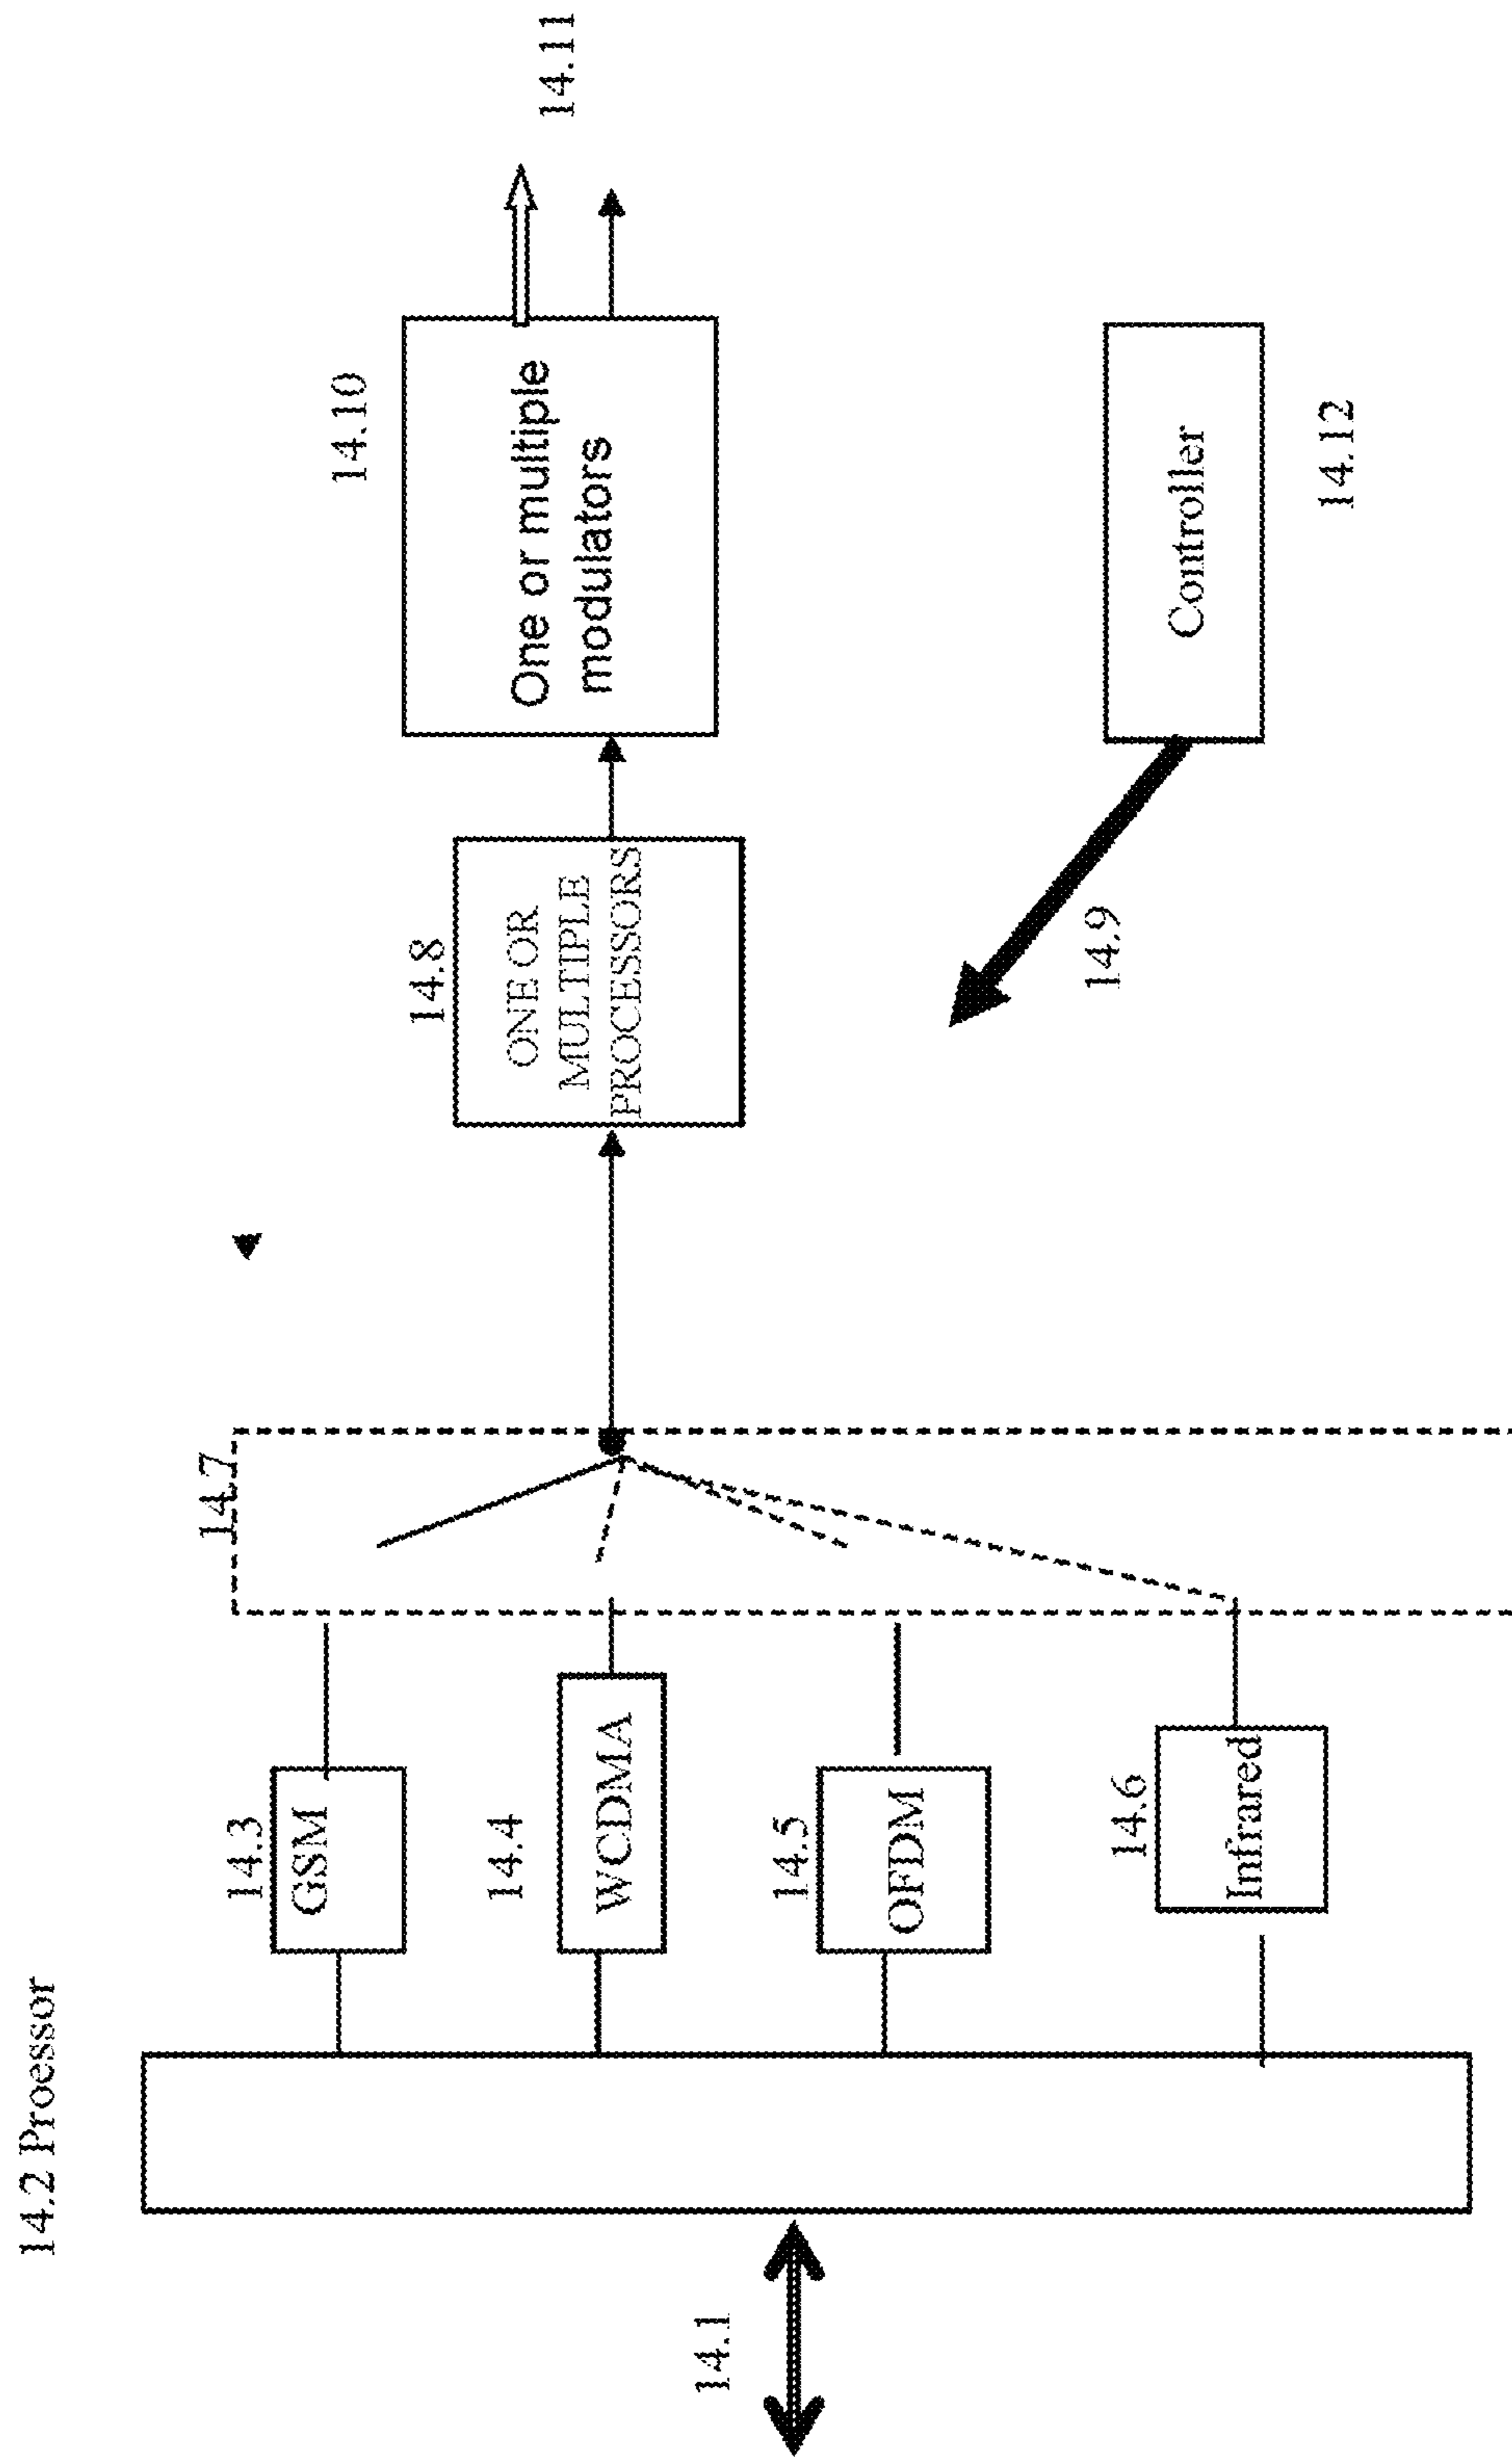 14.2 Proessor
14.1
14.3
GSM
14.4
WCDMA
14.5
OFDM
14.6
Infrared
14.7
14.8
ONE OR
MULTIPLE
PROCESSORS
14.10
One or multiple
modulators
14.11
14.9
Controller
14.12